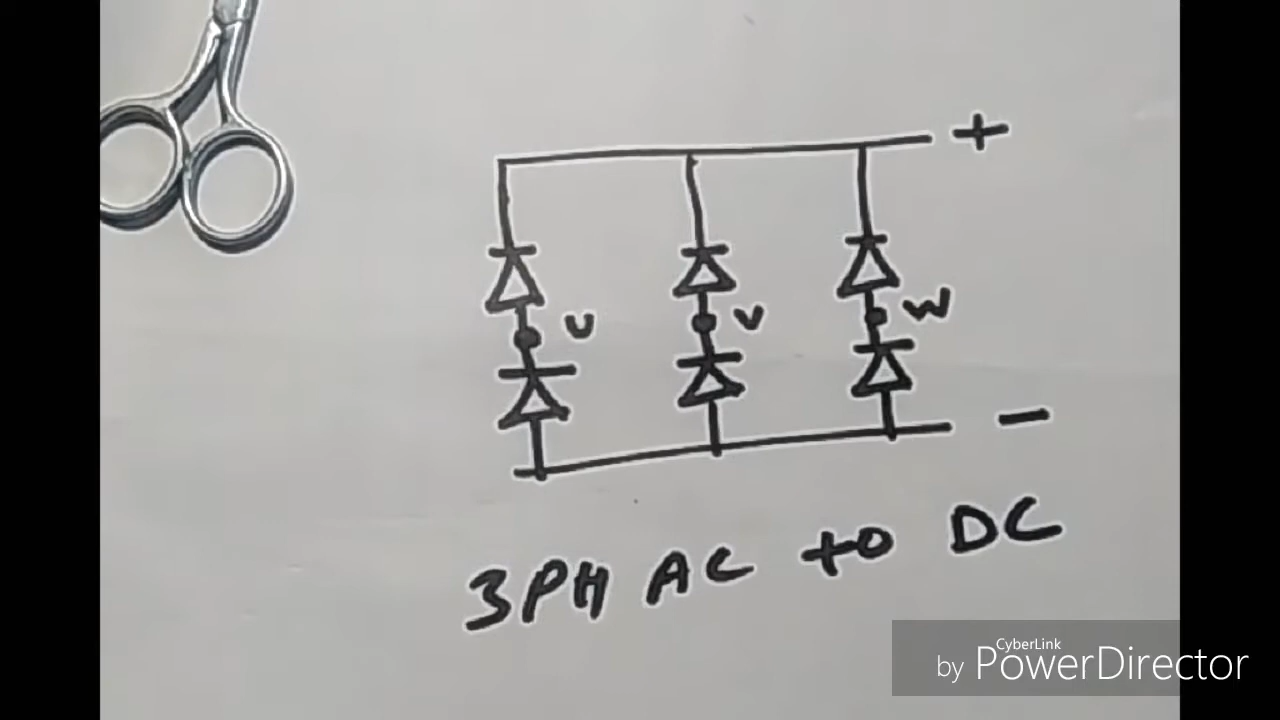 +
U V W
−
3PH AC to DC
CyberLink
by PowerDirector